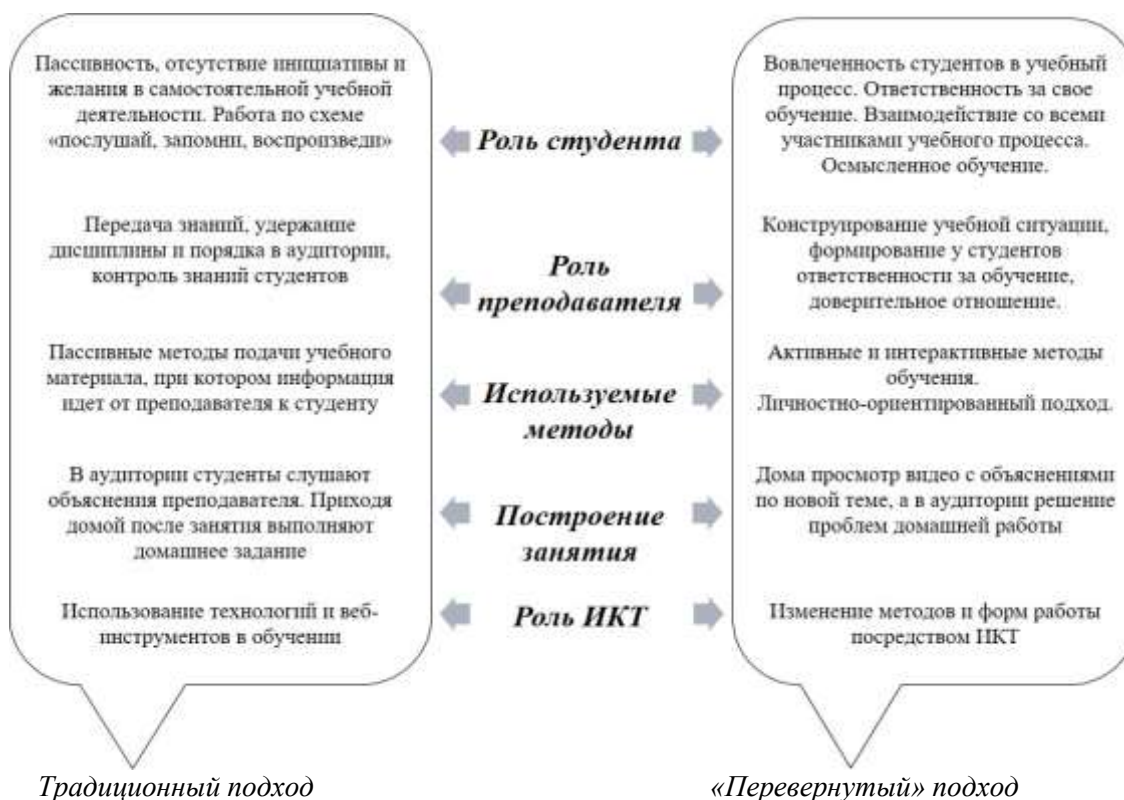 Пассивность, отсутствие инициативы и
желания в самостоятельной учебной
деятельности. Работа по схеме
«послушай, запомни, воспроизведи»
Роль студента
Вовлеченность студентов в учебный
процесс. Ответственность за свое
обучение. Взаимодействие со всеми
участниками учебного процесса.
Осмысленное обучение.
Передача знаний, удержание
дисциплины и порядка в аудитории,
контроль знаний студентов
Роль
преподавателя
Конструирование учебной ситуации,
формирование у студентов
ответственности за обучение,
доверительное отношение.
Пассивные методы подачи учебного
материала, при котором информация
идет от преподавателя к студенту
Используемые
методы
Активные и интерактивные методы
обучения.
Личностно-ориентированный подход.
В аудитории студенты слушают
объяснения преподавателя. Приходя
домой после занятия выполняют
домашнее задание
Построение
занятия
Дома просмотр видео с объяснениями
по новой теме, а в аудитории решение
проблем домашней работы
Использование технологий и веб-
инструментов в обучении
Роль ИКТ
Изменение методов и форм работы
посредством ИКТ
Традиционный подход
«Перевернутый» подход